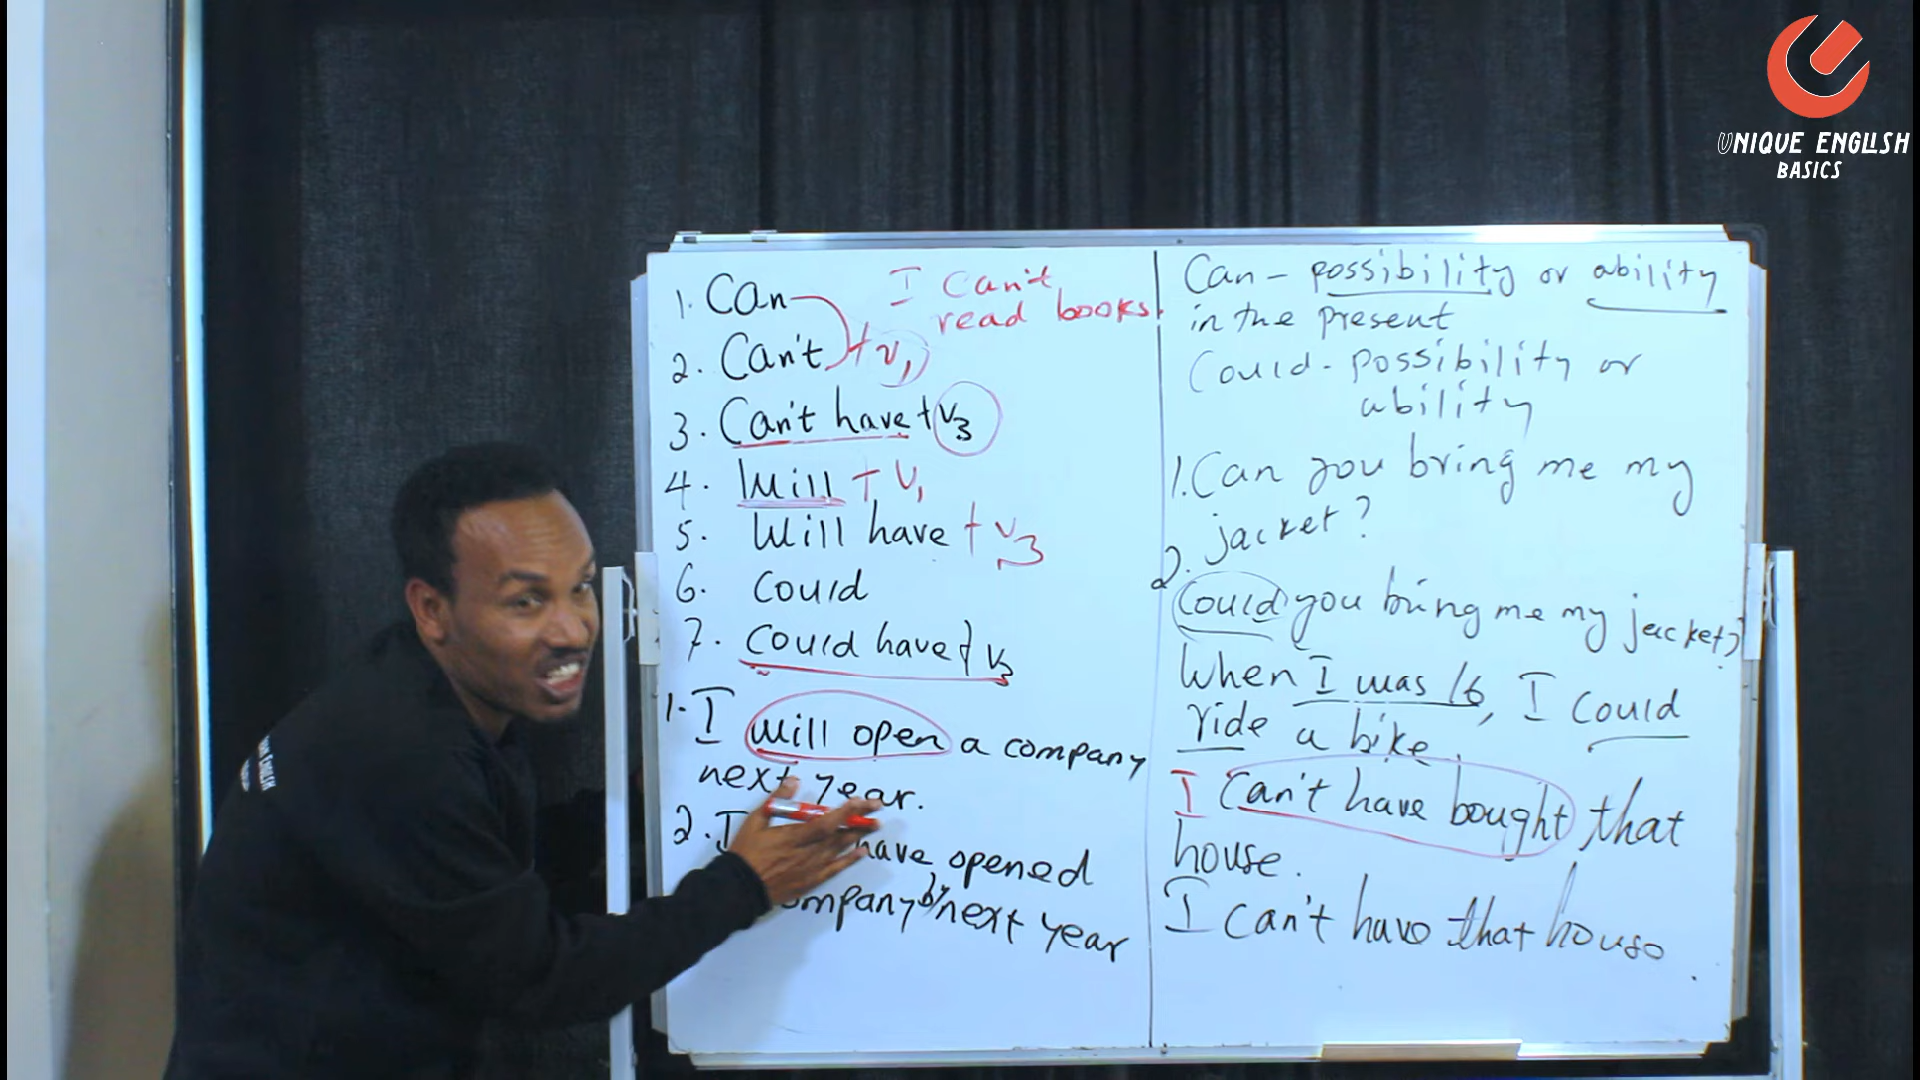 UNIQUE ENGLISH
BASICS
1. Can
I Can't
read books.
2. Can't + v1
3. Can't have + v3
4. Will + v1
5. Will have + v3
6. Could
7. Could have + v3
1. I will open a company
next year.
2. I have opened
by next year
Can - possibility or ability
in the present
Could - possibility or
ability
1. Can you bring me my
jacket?
2. Could you bring me my jacket?
When I was 16, I could
ride a bike.
I Can't have bought that
house.
I can't have that house.